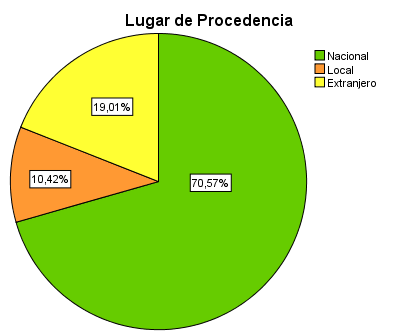 Lugar de Procedencia
Nacional
Local
Extranjero
19,01%
10,42%
70,57%